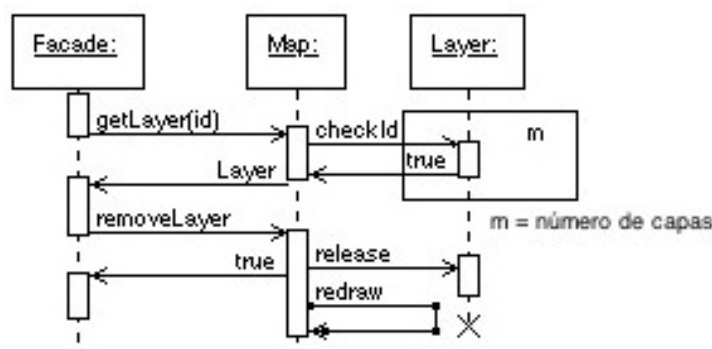 Facade:
Map:
Layer:
getLayer(id)
checkId
m
true
Layer
removeLayer
m = número de capas
true
release
redraw